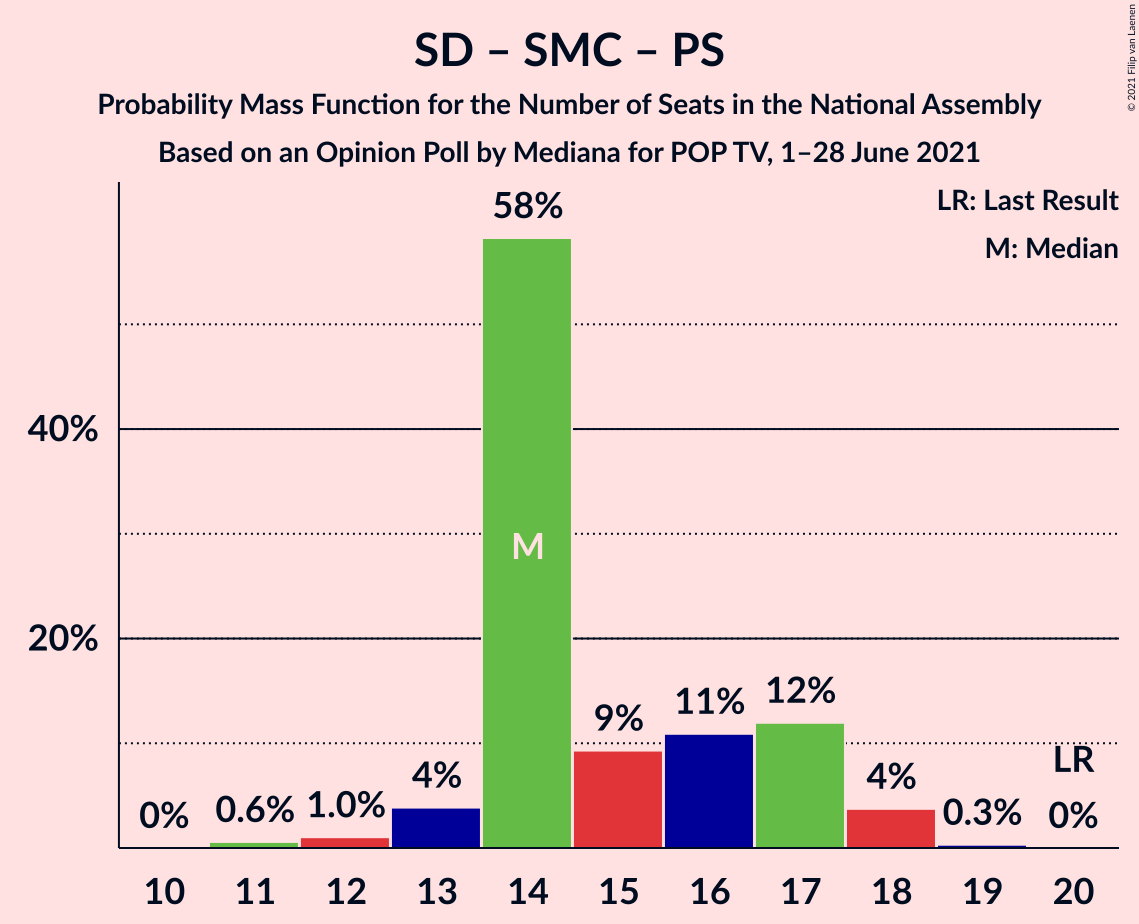 SD – SMC – PS
Probability Mass Function for the Number of Seats in the National Assembly
Based on an Opinion Poll by Mediana for POP TV, 1–28 June 2021
© 2021 Filip van Laenen
LR: Last Result
M: Median
58%
40%
M
20%
12%
11%
9%
LR
4%
4%
1.0%
0.6%
0.3%
0%
0%
10 11 12 13 14 15 16 17 18 19 20